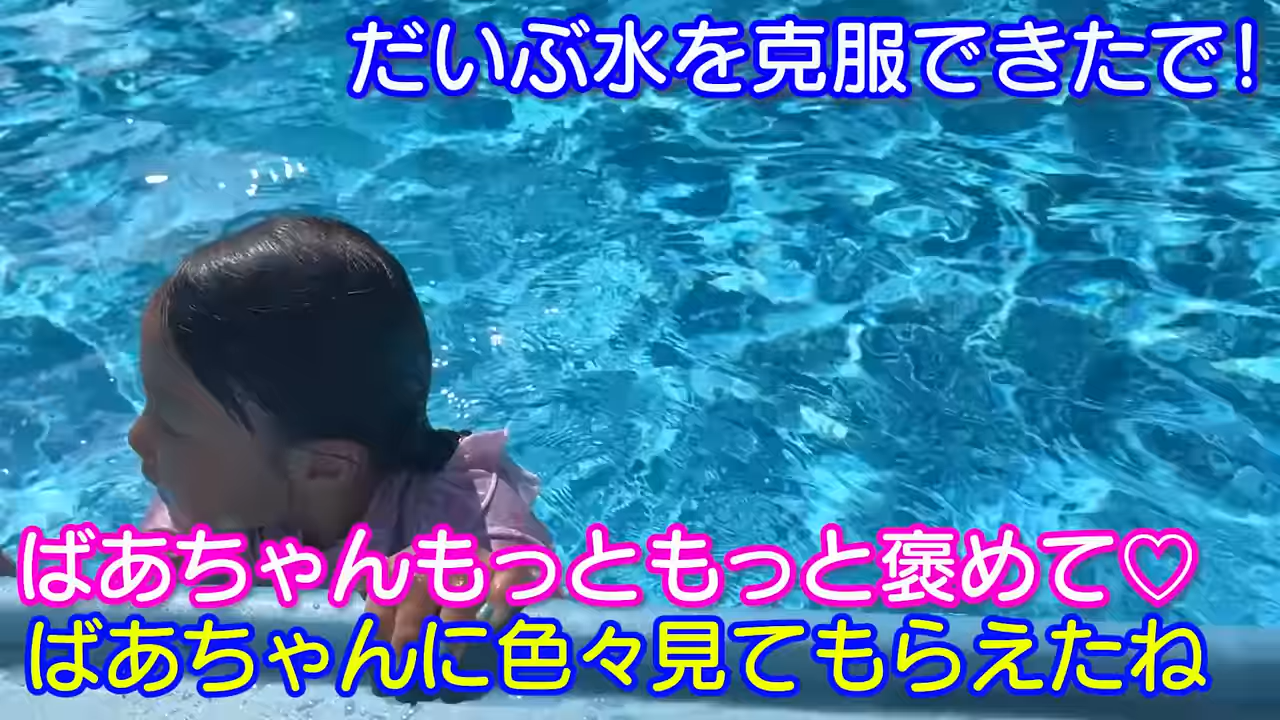 だいぶ水を克服できたで!
ばあちゃんもっともっと褒めて♡
ばあちゃんに色々見てもらえたね